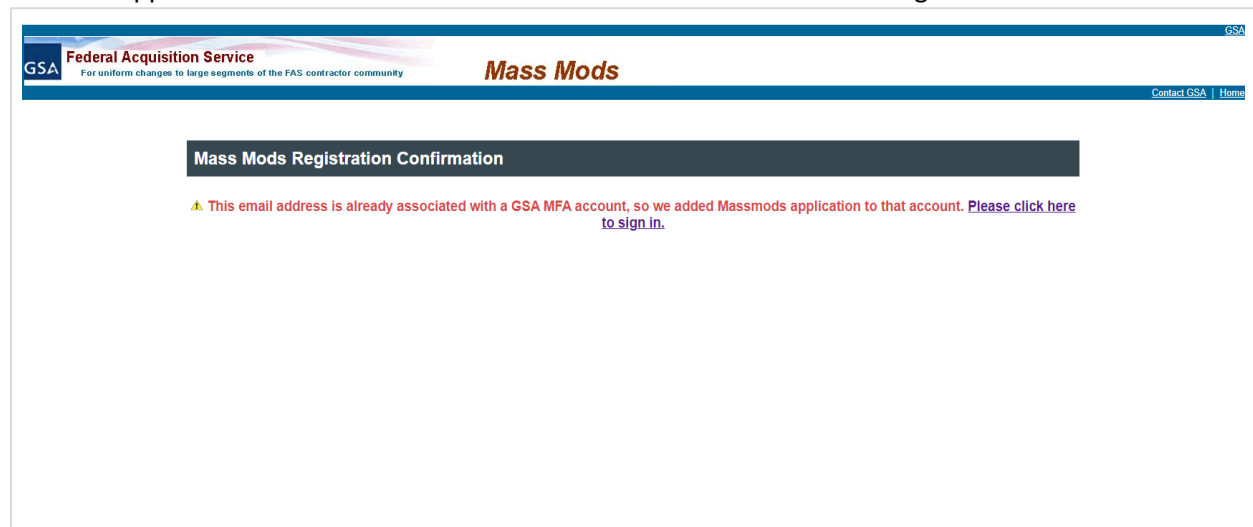 GSA
GSA
Federal Acquisition Service
For uniform changes to large segments of the FAS contractor community
Mass Mods
Contact GSA | Home
Mass Mods Registration Confirmation
This email address is already associated with a GSA MFA account, so we added Massmods application to that account. Please click here
to sign in.